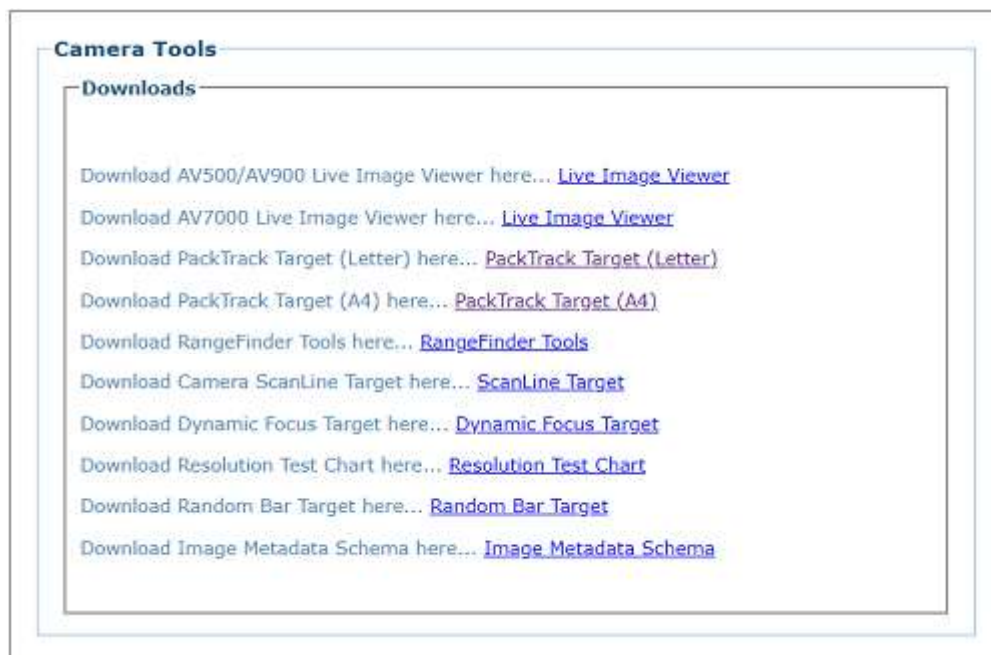 Camera Tools
Downloads
Download AV500/AV900 Live Image Viewer here... Live Image Viewer
Download AV7000 Live Image Viewer here... Live Image Viewer
Download PackTrack Target (Letter) here... PackTrack Target (Letter)
Download PackTrack Target (A4) here... PackTrack Target (A4)
Download RangeFinder Tools here... RangeFinder Tools
Download Camera ScanLine Target here... ScanLine Target
Download Dynamic Focus Target here... Dynamic Focus Target
Download Resolution Test Chart here... Resolution Test Chart
Download Random Bar Target here... Random Bar Target
Download Image Metadata Schema here... Image Metadata Schema